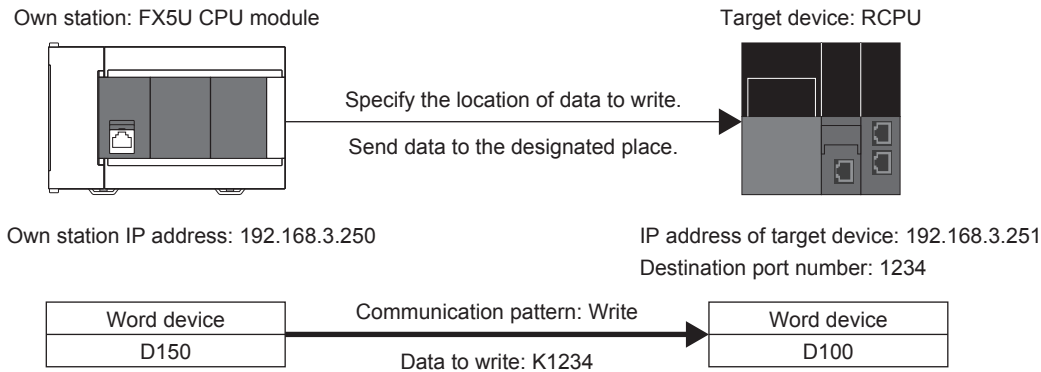 Own station: FX5U CPU module
Target device: RCPU
Specify the location of data to write.
Send data to the designated place.
Own station IP address: 192.168.3.250
IP address of target device: 192.168.3.251
Destination port number: 1234
Word device
Communication pattern: Write
Word device
D150
Data to write: K1234
D100